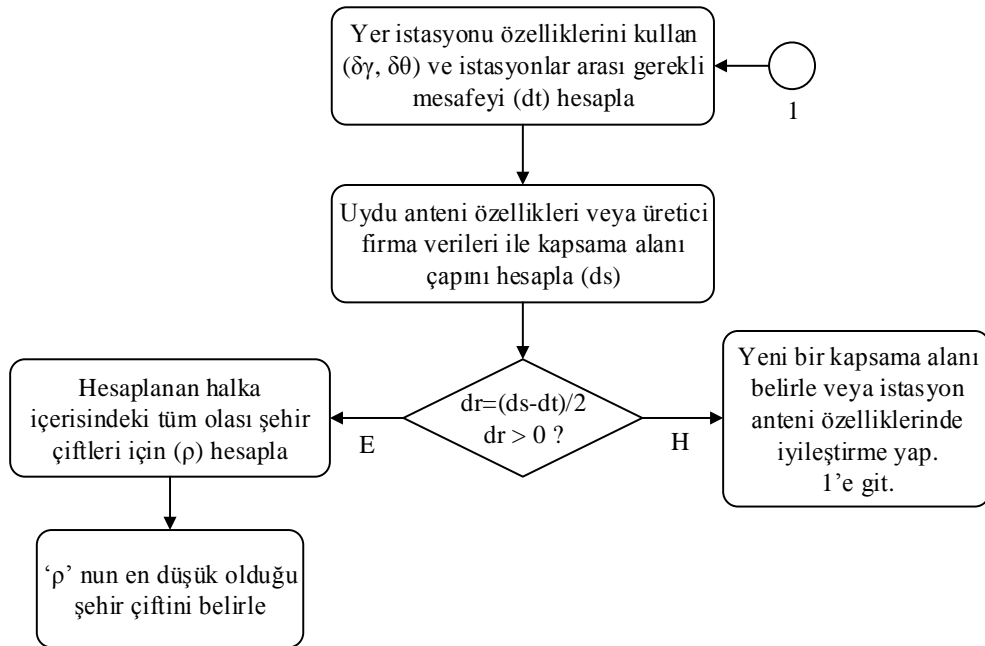 Yer istasyonu özelliklerini kullan
(δγ, δθ) ve istasyonlar arası gerekli
mesafeyi (dt) hesapla
1
Uydu anteni özellikleri veya üretici
firma verileri ile kapsama alanı
çapını hesapla (ds)
dr=(ds-dt)/2
dr > 0 ?
E
H
Hesaplanan halka
içerisindeki tüm olası şehir
çiftleri için (ρ) hesapla
Yeni bir kapsama alanı
belirle veya istasyon
anteni özelliklerinde
iyileştirme yap.
1’e git.
‘ρ’ nun en düşük olduğu
şehir çiftini belirle